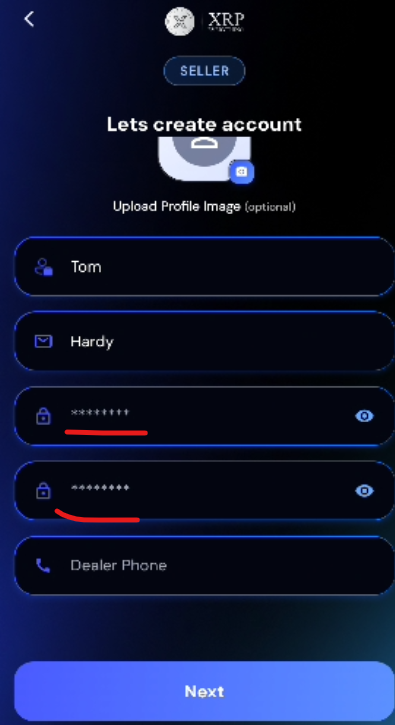 XRP
SELLER
Lets create account
Upload Profile Image (optional)
Tom
Hardy
********
********
Dealer Phone
Next